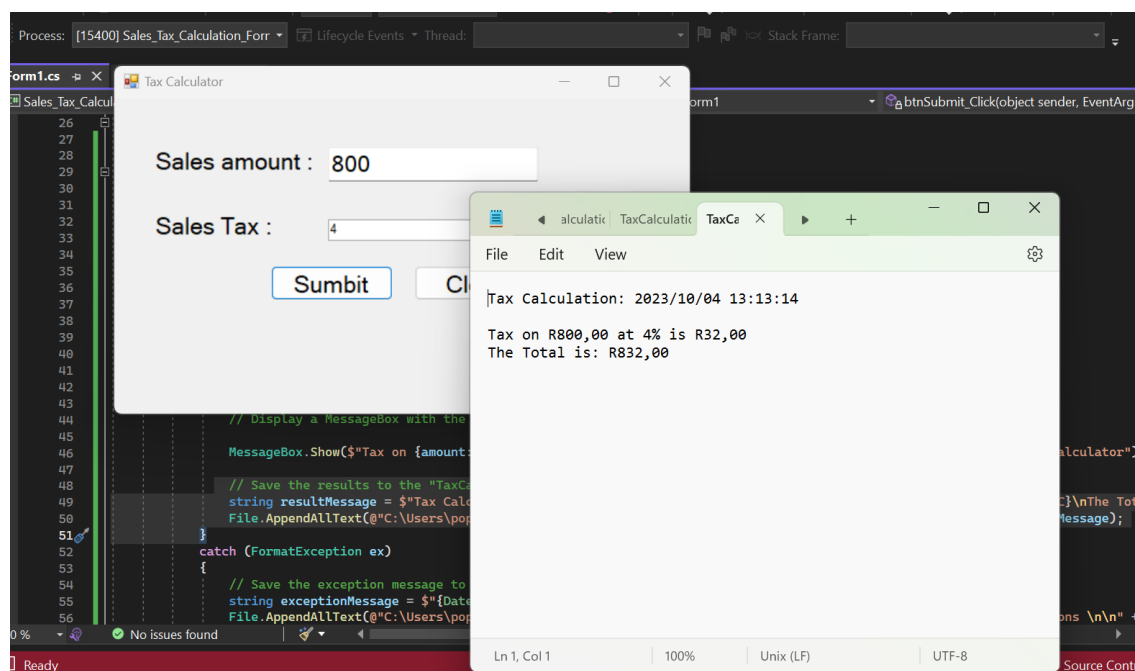 Process: [15400] Sales_Tax_Calculation_Forr Lifecycle Events Thread: Stack Frame:
Form1.cs
Sales_Tax_Calcul orm1 btnSubmit_Click(object sender, EventArg
Tax Calculator
Sales amount : 800
Sales Tax : 4
Sumbit Cl
alculatic TaxCalculatic TaxCa
File Edit View
Tax Calculation: 2023/10/04 13:13:14
Tax on R800,00 at 4% is R32,00
The Total is: R832,00
Ln 1, Col 1 100% Unix (LF) UTF-8
26
27
28
29
30
31
32
33
34
35
36
37
38
39
40
41
42
43
44 // Display a MessageBox with the
45
46 MessageBox.Show($"Tax on {amount: alculator")
47
48 // Save the results to the "TaxCa
49 string resultMessage = $"Tax Calc C}\nThe Tot
50 File.AppendAllText(@"C:\Users\pop Message);
51 }
52 catch (FormatException ex)
53 {
54 // Save the exception message to
55 string exceptionMessage = $"{Date
56 File.AppendAllText(@"C:\Users\pop ons \n\n" +
0 % No issues found
Ready Source Cont